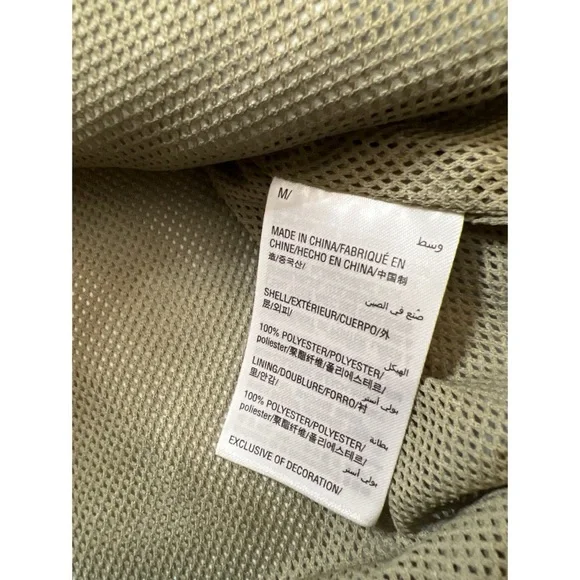 M/
وسط
MADE IN CHINA/FABRIQUÉ EN
CHINE/HECHO EN CHINA/中国制
造/중국산/
صنع في الصين
SHELL/EXTÉRIEUR/CUERPO/外
层/외피/
الهيكل
100% POLYESTER/POLYESTER/
poliester/聚酯纤维/폴리에스테르/
بولي أستر
LINING/DOUBLURE/FORRO/衬
里/안감/
بطانة
100% POLYESTER/POLYESTER/
poliester/聚酯纤维/폴리에스테르/
بولي أستر
EXCLUSIVE OF DECORATION/